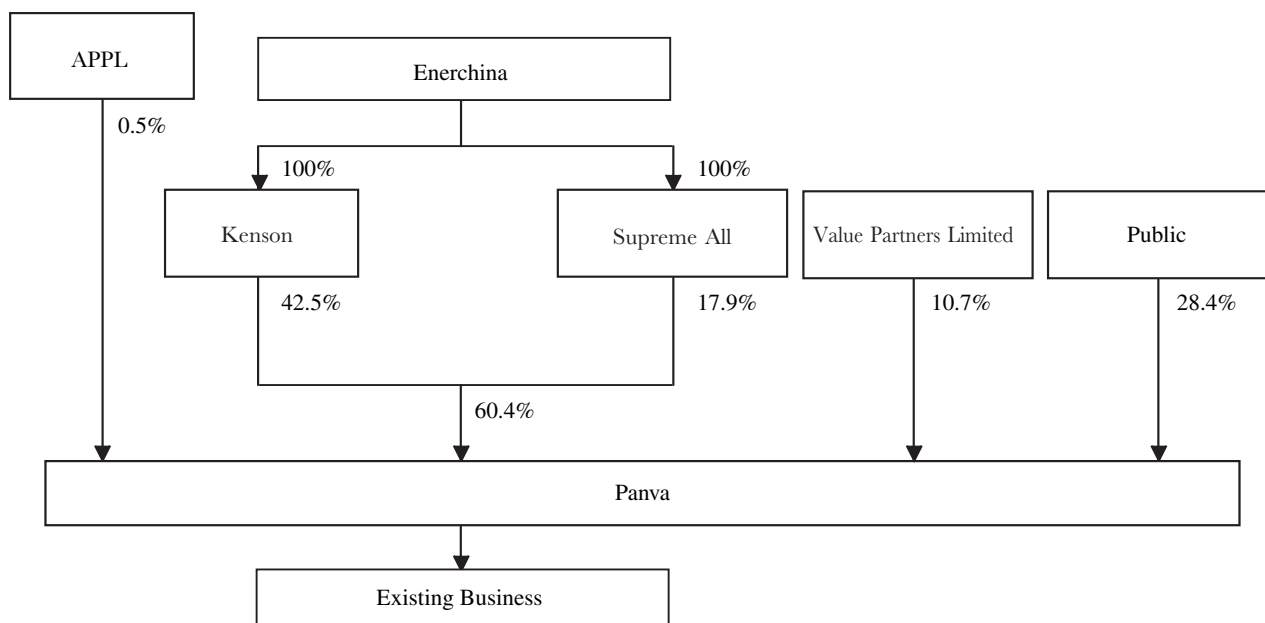 APPL
Enerchina
0.5%
100%
100%
Kenson
Supreme All
Value Partners Limited
Public
42.5%
17.9%
10.7%
28.4%
60.4%
Panva
Existing Business